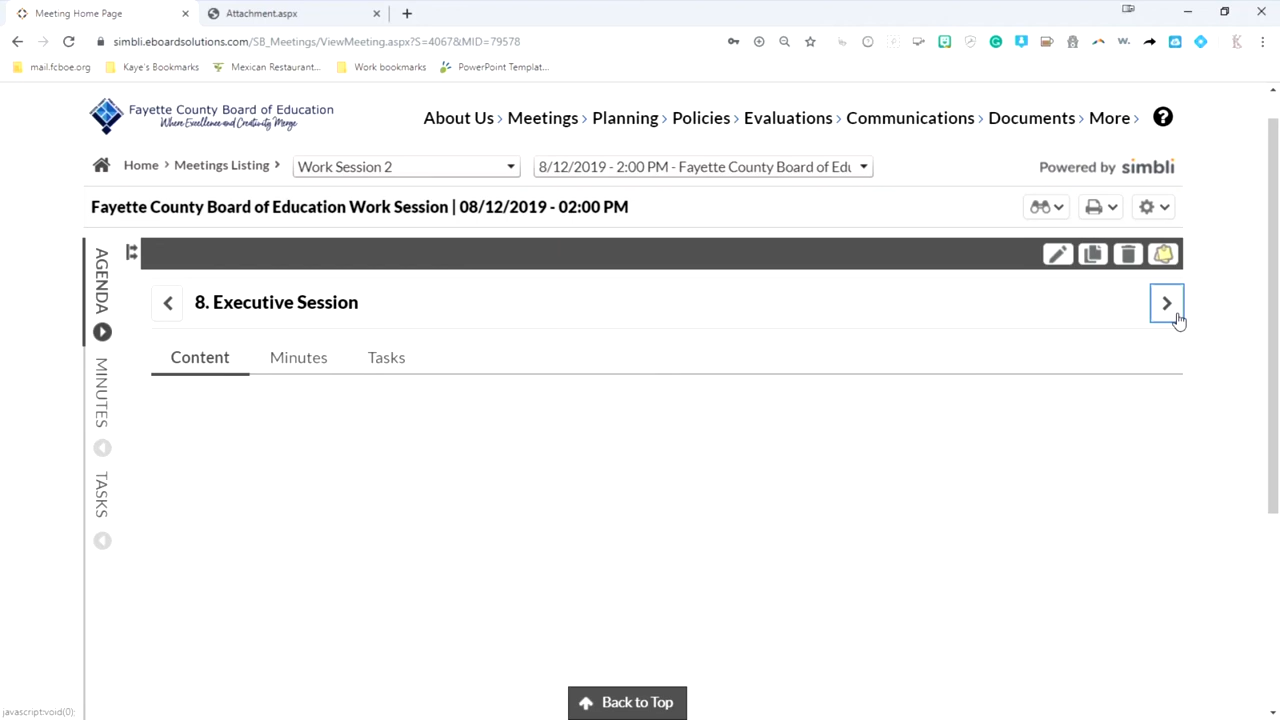 Meeting Home Page
Attachment.aspx
simbli.eboardsolutions.com/SB_Meetings/ViewMeeting.aspx?S=4067&MID=79578
mail.fcboe.org
Kaye's Bookmarks
Mexican Restaurant...
Work bookmarks
PowerPoint Templat...
Fayette County Board of Education
Where Excellence and Creativity Merge
About Us Meetings Planning Policies Evaluations Communications Documents More ?
Home Meetings Listing
Work Session 2
8/12/2019 - 2:00 PM - Fayette County Board of Edu
Powered by simbli
Fayette County Board of Education Work Session | 08/12/2019 - 02:00 PM
AGENDA
8. Executive Session
Content Minutes Tasks
MINUTES
TASKS
Back to Top
javascript:void(0);